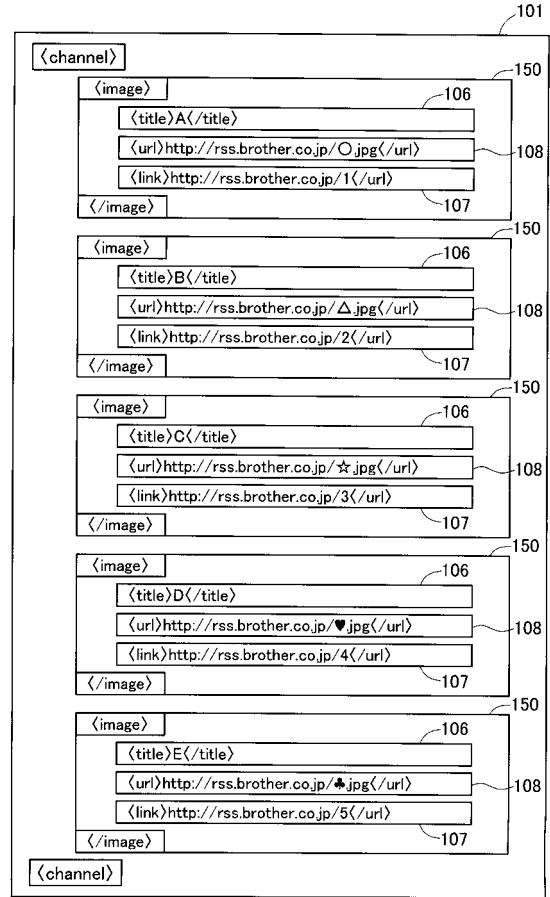 101
〈channel〉
150
〈image〉
106
〈title〉A〈/title〉
〈url〉http://rss.brother.co.jp/○.jpg〈/url〉
108
〈link〉http://rss.brother.co.jp/1〈/url〉
107
〈/image〉
150
〈image〉
106
〈title〉B〈/title〉
〈url〉http://rss.brother.co.jp/△.jpg〈/url〉
108
〈link〉http://rss.brother.co.jp/2〈/url〉
107
〈/image〉
150
〈image〉
106
〈title〉C〈/title〉
〈url〉http://rss.brother.co.jp/☆.jpg〈/url〉
108
〈link〉http://rss.brother.co.jp/3〈/url〉
107
〈/image〉
150
〈image〉
106
〈title〉D〈/title〉
〈url〉http://rss.brother.co.jp/♥.jpg〈/url〉
108
〈link〉http://rss.brother.co.jp/4〈/url〉
107
〈/image〉
150
〈image〉
106
〈title〉E〈/title〉
〈url〉http://rss.brother.co.jp/♣.jpg〈/url〉
108
〈link〉http://rss.brother.co.jp/5〈/url〉
107
〈/image〉
〈channel〉